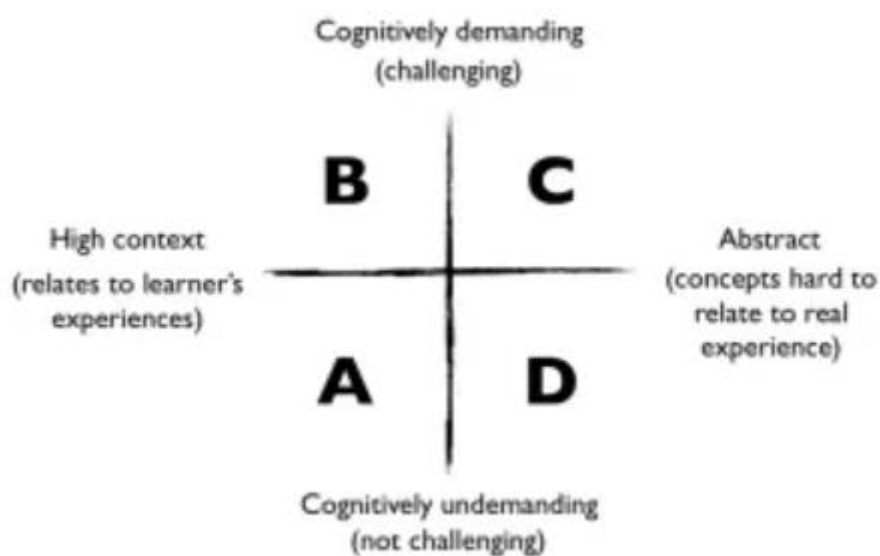 Cognitively demanding
(challenging)
B
C
High context
(relates to learner's
experiences)
Abstract
(concepts hard to
relate to real
experience)
A
D
Cognitively undemanding
(not challenging)